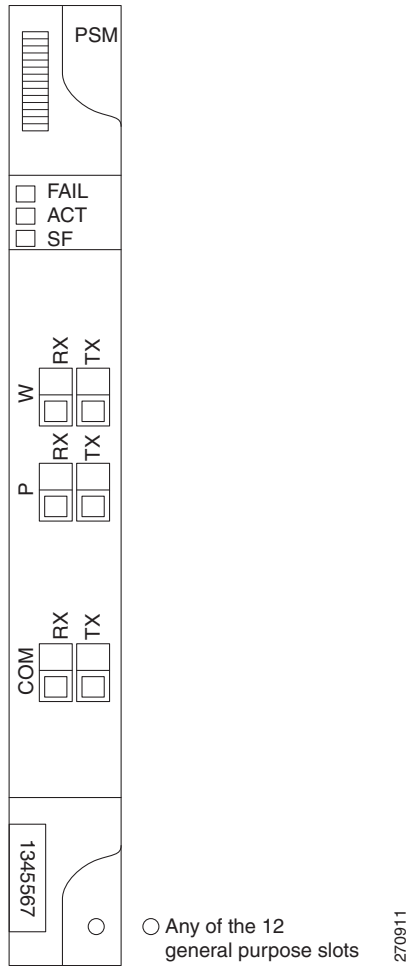 PSM
FAIL
ACT
SF
W
RX
TX
P
RX
TX
COM
RX
TX
1345567
Any of the 12
general purpose slots
270911